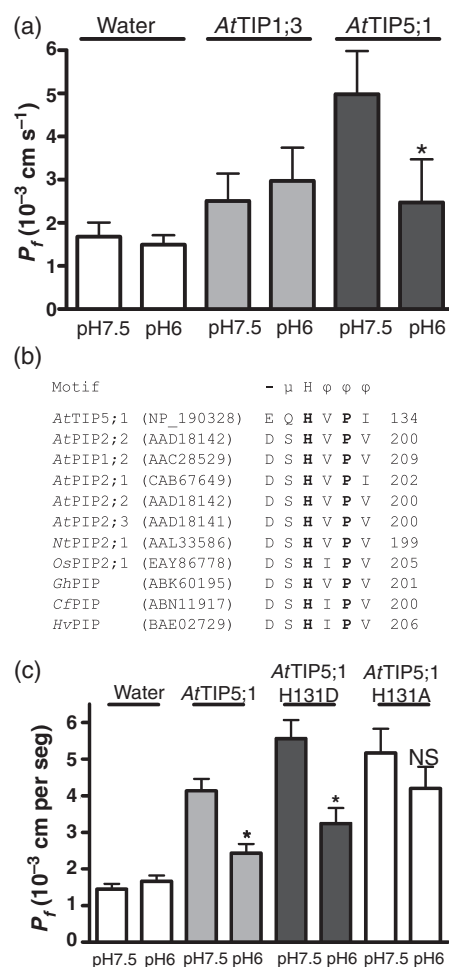 (a)
Water AtTIP1;3 AtTIP5;1
Pf (10–3 cm s–1)
6
5
4
3
2
1
0
*
pH7.5 pH6 pH7.5 pH6 pH7.5 pH6
(b)
Motif – μ H φ φ φ
AtTIP5;1 (NP_190328) E Q H V P I 134
AtPIP2;2 (AAD18142) D S H V P V 200
AtPIP1;2 (AAC28529) D S H V P V 209
AtPIP2;1 (CAB67649) D S H V P I 202
AtPIP2;2 (AAD18142) D S H V P V 200
AtPIP2;3 (AAD18141) D S H V P V 200
NtPIP2;1 (AAL33586) D S H V P V 199
OsPIP2;1 (EAY86778) D S H I P V 205
GhPIP (ABK60195) D S H V P V 201
CfPIP (ABN11917) D S H I P V 200
HvPIP (BAE02729) D S H I P V 206
(c)
Water AtTIP5;1 AtTIP5;1 H131D AtTIP5;1 H131A
Pf (10–3 cm per seg)
6
5
4
3
2
1
0
* * NS
pH7.5 pH6 pH7.5 pH6 pH7.5 pH6 pH7.5 pH6